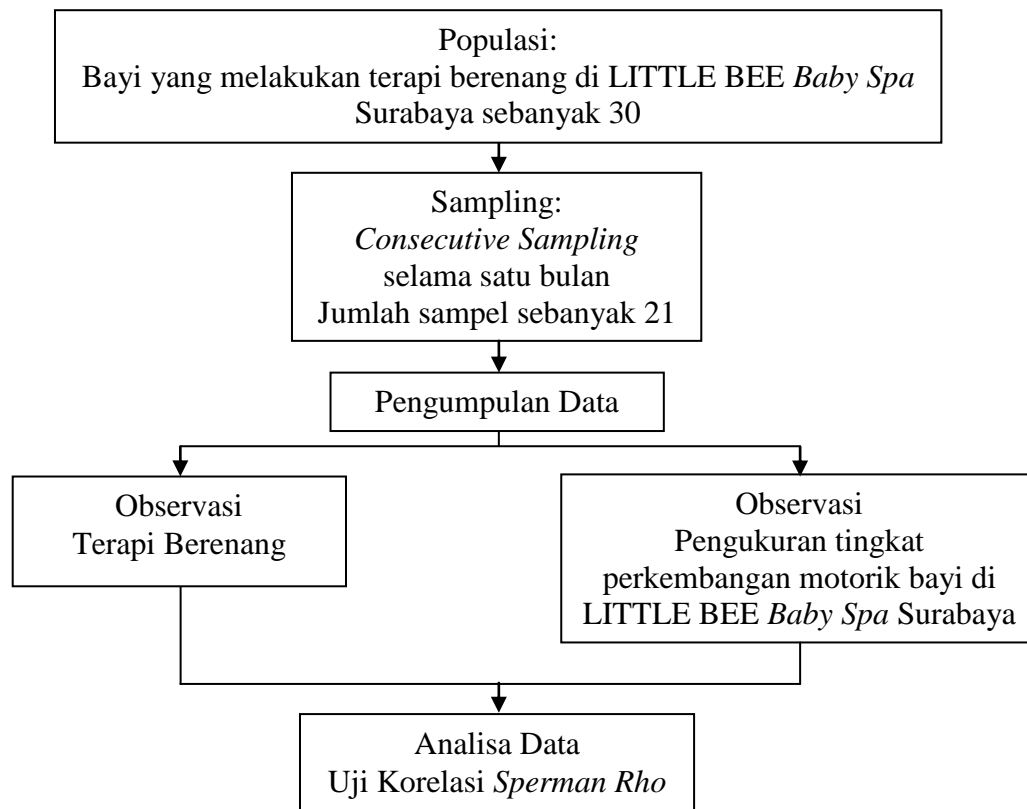 Populasi:
Bayi yang melakukan terapi berenang di LITTLE BEE Baby Spa
Surabaya sebanyak 30
Sampling:
Consecutive Sampling
selama satu bulan
Jumlah sampel sebanyak 21
Pengumpulan Data
Observasi
Terapi Berenang
Observasi
Pengukuran tingkat
perkembangan motorik bayi di
LITTLE BEE Baby Spa Surabaya
Analisa Data
Uji Korelasi Sperman Rho